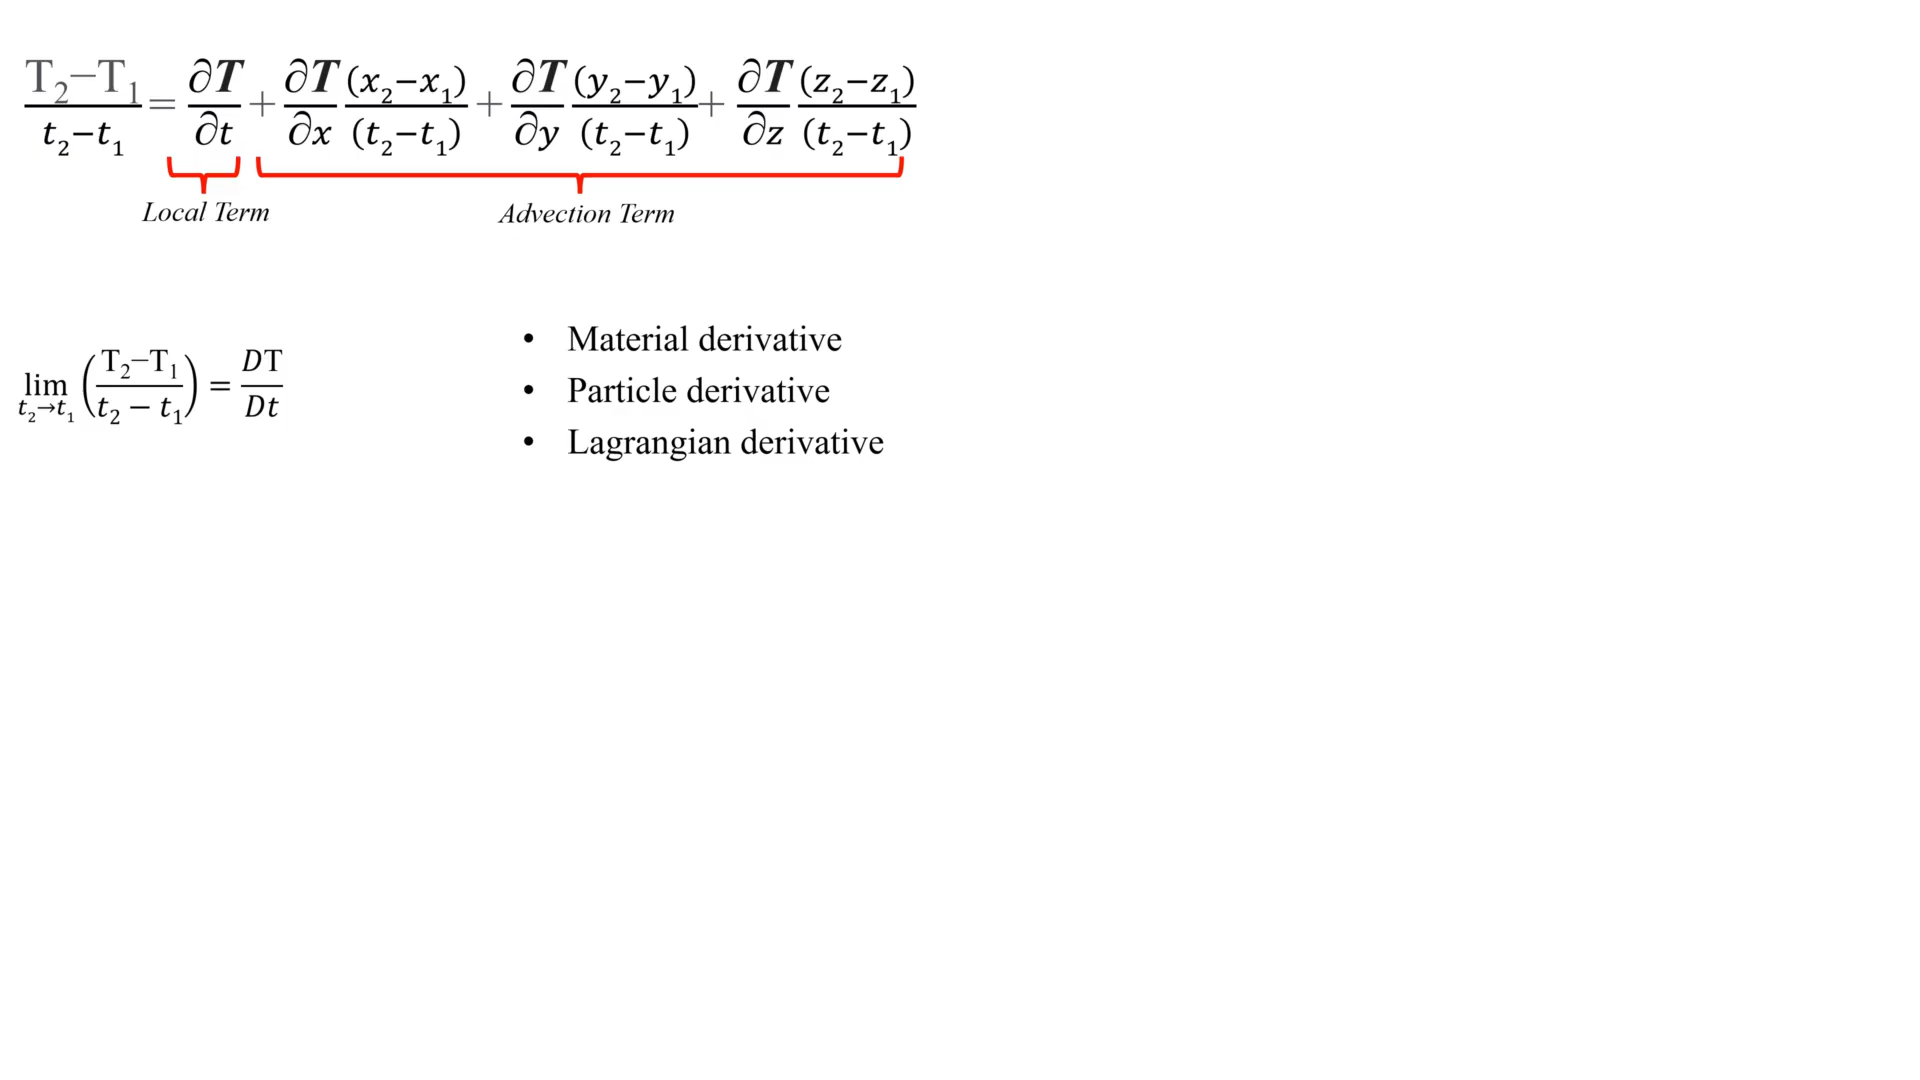 T₂−T₁/t₂−t₁ = ∂T/∂t + ∂T/∂x (x₂−x₁)/(t₂−t₁) + ∂T/∂y (y₂−y₁)/(t₂−t₁) + ∂T/∂z (z₂−z₁)/(t₂−t₁)
Local Term Advection Term
lim t₂→t₁ (T₂−T₁/t₂ − t₁) = DT/Dt
• Material derivative
• Particle derivative
• Lagrangian derivative